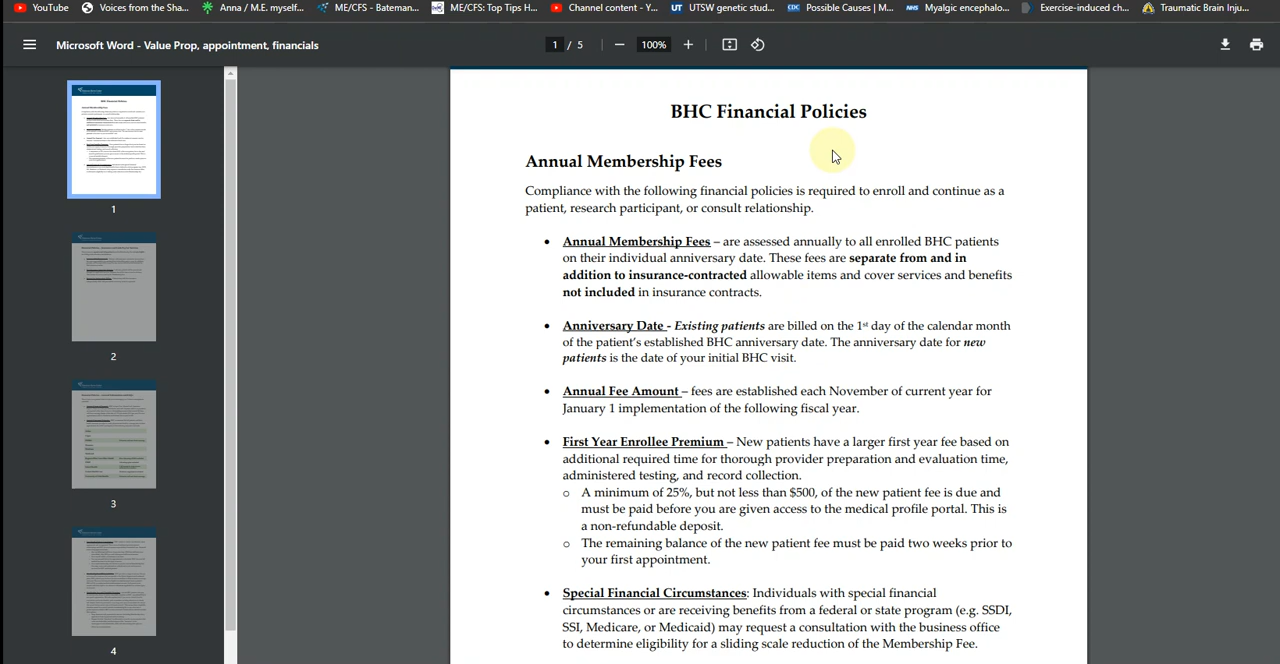 YouTube Voices from the Sha... Anna / M.E. myself... ME/CFS - Bateman... ME/CFS: Top Tips H... Channel content - Y... UTSW genetic stud... Possible Causes | M... Myalgic encephalo... Exercise-induced ch... Traumatic Brain Inju...
Microsoft Word - Value Prop, appointment, financials 1 / 5 100%
BHC Financial Policies
Annual Membership Fees
Compliance with the following financial policies is required to enroll and continue as a
patient, research participant, or consult relationship.
• Annual Membership Fees – are assessed annually to all enrolled BHC patients
on their individual anniversary date. These fees are separate from and in
addition to insurance-contracted allowable items and cover services and benefits
not included in insurance contracts.
• Anniversary Date - Existing patients are billed on the 1st day of the calendar month
of the patient's established BHC anniversary date. The anniversary date for new
patients is the date of your initial BHC visit.
• Annual Fee Amount – fees are established each November of current year for
January 1 implementation of the following fiscal year.
• First Year Enrollee Premium – New patients have a larger first year fee based on
additional required time for thorough provider preparation and evaluation time,
administered testing, and record collection.
o A minimum of 25%, but not less than $500, of the new patient fee is due and
must be paid before you are given access to the medical profile portal. This is
a non-refundable deposit.
o The remaining balance of the new patient fee must be paid two weeks prior to
your first appointment.
• Special Financial Circumstances: Individuals with special financial
circumstances or are receiving benefits from a federal or state program (e.g. SSDI,
SSI, Medicare, or Medicaid) may request a consultation with the business office
to determine eligibility for a sliding scale reduction of the Membership Fee.
1
2
3
4